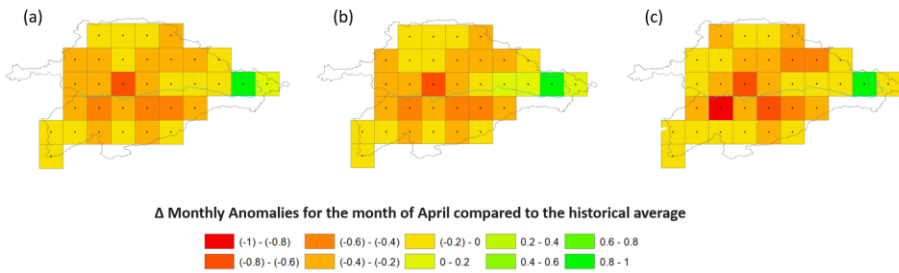 (a) (b) (c)
Δ Monthly Anomalies for the month of April compared to the historical average
(-1) - (-0.8) (-0.6) - (-0.4) (-0.2) - 0 0.2 - 0.4 0.6 - 0.8
(-0.8) - (-0.6) (-0.4) - (-0.2) 0 - 0.2 0.4 - 0.6 0.8 - 1